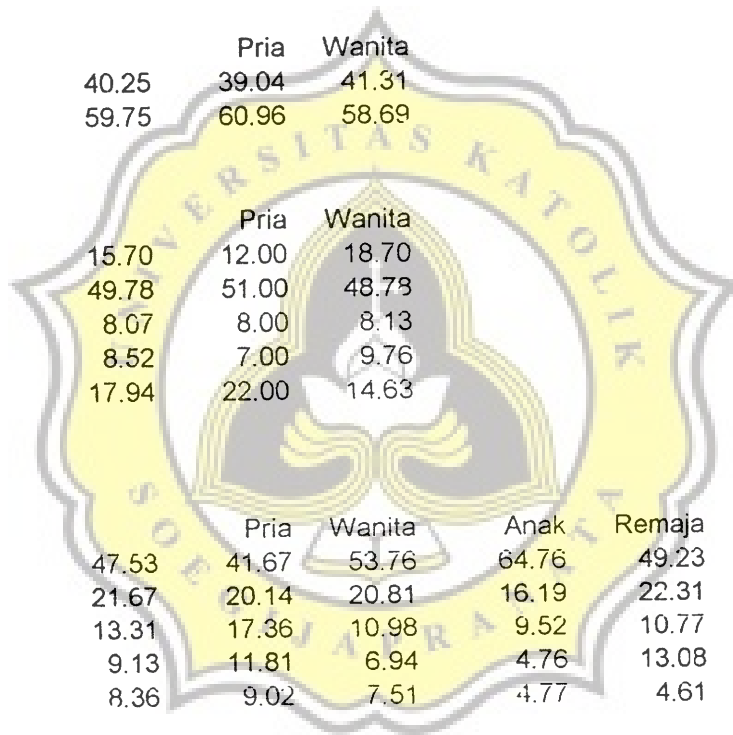 Pria Wanita
40.25 39.04 41.31
59.75 60.96 58.69
UNIVERSITAS KATOLIK
Pria Wanita
15.70 12.00 18.70
49.78 51.00 48.78
8.07 8.00 8.13
8.52 7.00 9.76
17.94 22.00 14.63
SOEGIJAPRANATA
Pria Wanita Anak Remaja
47.53 41.67 53.76 64.76 49.23
21.67 20.14 20.81 16.19 22.31
13.31 17.36 10.98 9.52 10.77
9.13 11.81 6.94 4.76 13.08
8.36 9.02 7.51 4.77 4.61